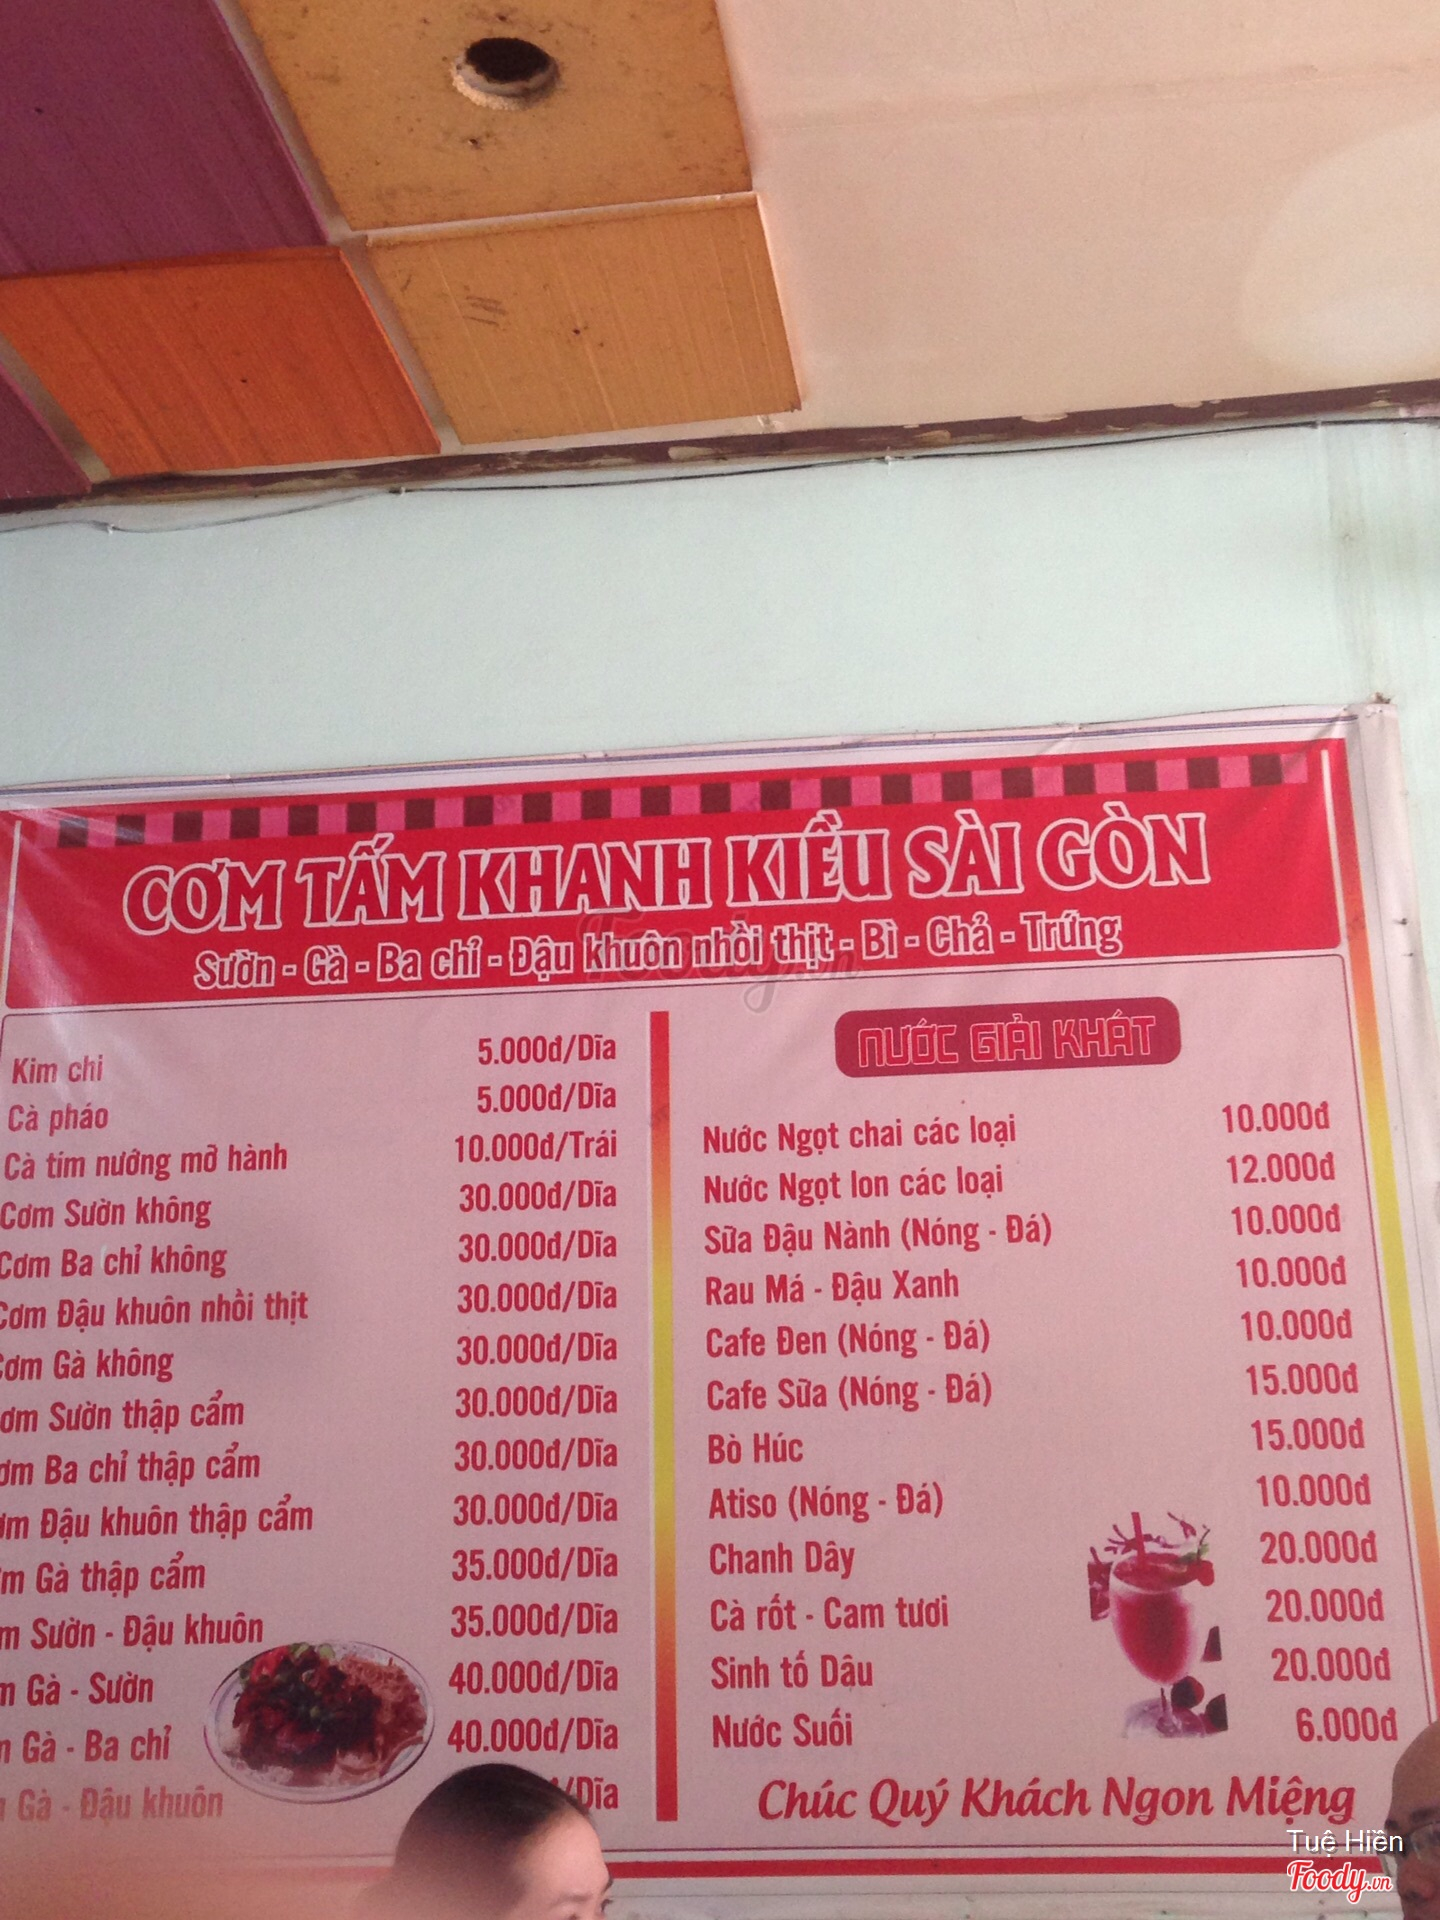 CƠM TẤM KHANH KIỀU SÀI GÒN
Sườn - Gà - Ba chỉ - Đậu khuôn nhồi thịt - Bì - Chả - Trứng
Kim chi 5.000đ/Dĩa
Cà pháo 5.000đ/Dĩa
Cà tím nướng mỡ hành 10.000đ/Trái
Cơm Sườn không 30.000đ/Dĩa
Cơm Ba chỉ không 30.000đ/Dĩa
Cơm Đậu khuôn nhồi thịt 30.000đ/Dĩa
Cơm Gà không 30.000đ/Dĩa
ơm Sườn thập cẩm 30.000đ/Dĩa
ơm Ba chỉ thập cẩm 30.000đ/Dĩa
ơm Đậu khuôn thập cẩm 30.000đ/Dĩa
m Gà thập cẩm 35.000đ/Dĩa
m Sườn - Đậu khuôn 35.000đ/Dĩa
m Gà - Sườn 40.000đ/Dĩa
Gà - Ba chỉ 40.000đ/Dĩa
Gà - Đậu khuôn /Dĩa
NƯỚC GIẢI KHÁT
Nước Ngọt chai các loại 10.000đ
Nước Ngọt lon các loại 12.000đ
Sữa Đậu Nành (Nóng - Đá) 10.000đ
Rau Má - Đậu Xanh 10.000đ
Cafe Đen (Nóng - Đá) 10.000đ
Cafe Sữa (Nóng - Đá) 15.000đ
Bò Húc 15.000đ
Atiso (Nóng - Đá) 10.000đ
Chanh Dây 20.000đ
Cà rốt - Cam tươi 20.000đ
Sinh tố Dâu 20.000đ
Nước Suối 6.000đ
Chúc Quý Khách Ngon Miệng
Tuệ Hiền
Foody.vn